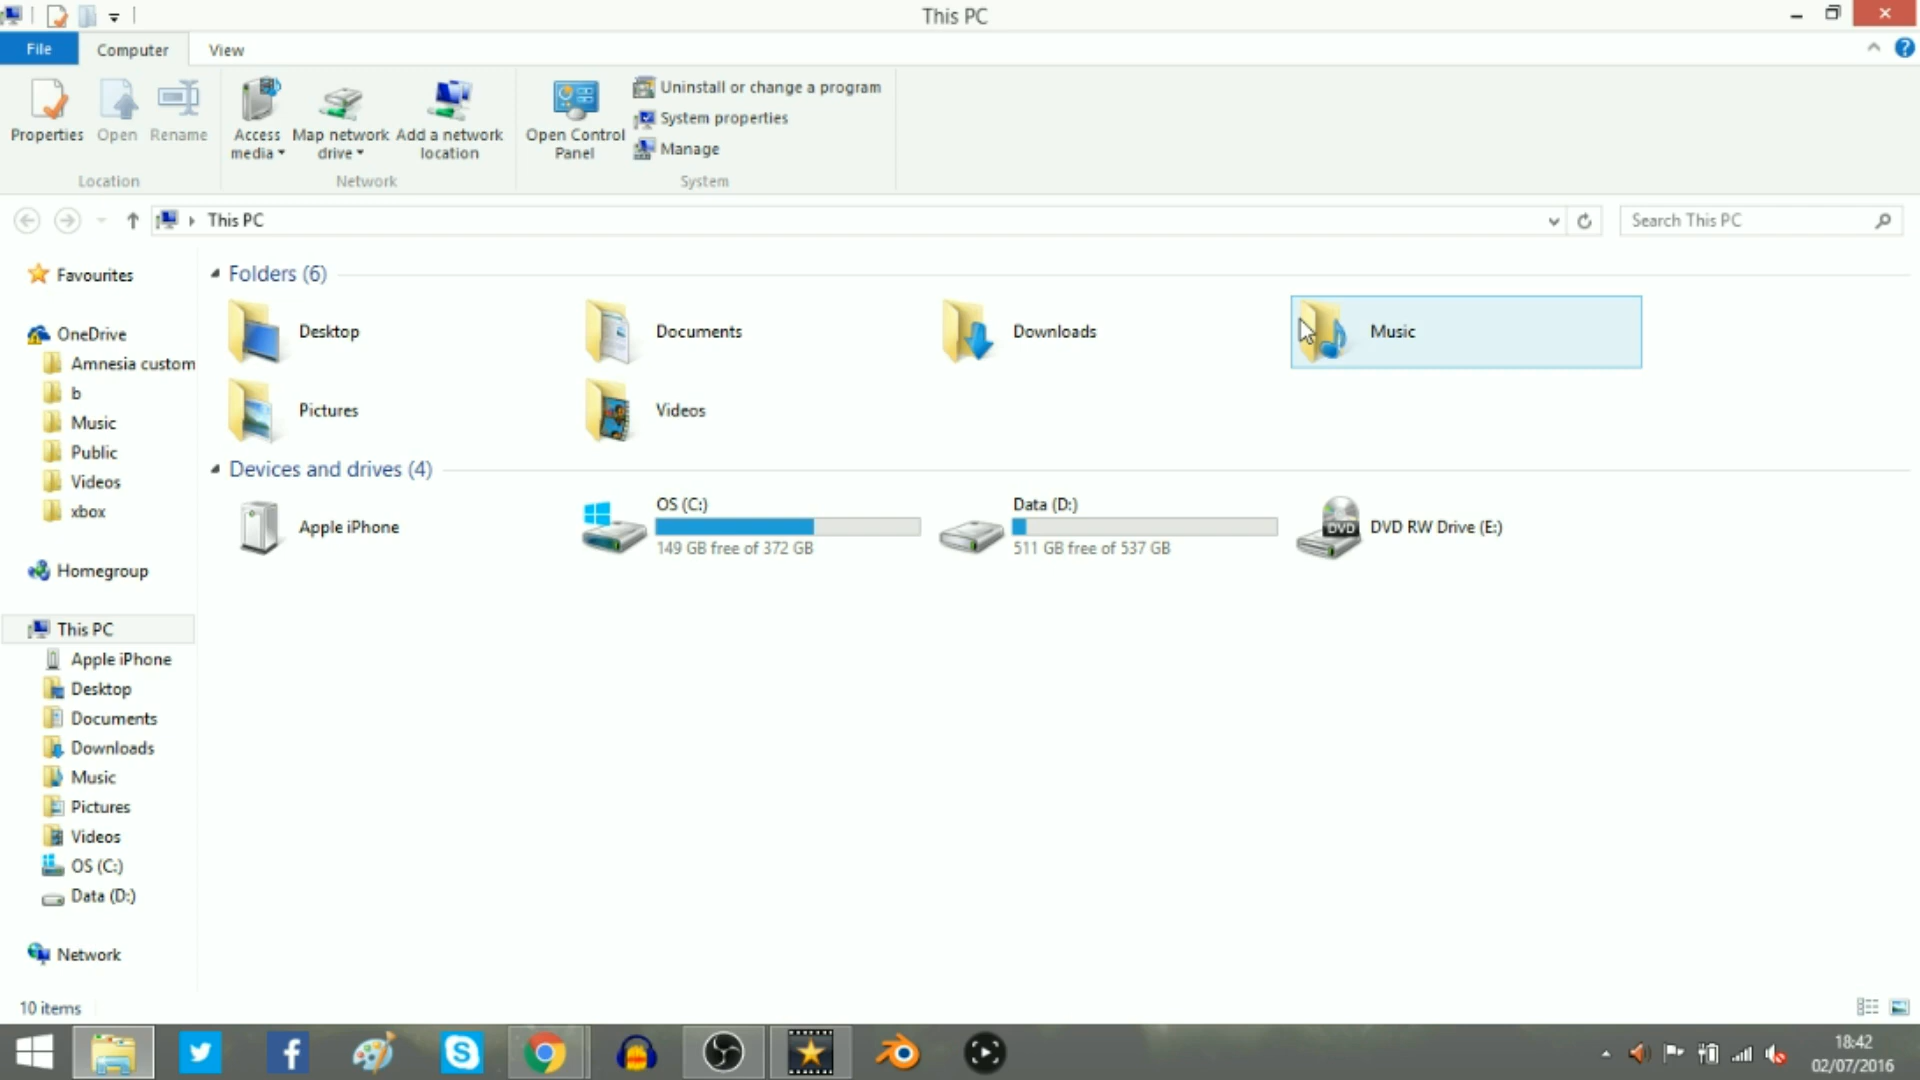 This PC
File
Computer
View
Properties
Open
Rename
Access
media
Map network
drive
Add a network
location
Open Control
Panel
Uninstall or change a program
System properties
Manage
Location
Network
System
This PC
Search This PC
Favourites
OneDrive
Amnesia custom
b
Music
Public
Videos
xbox
Homegroup
This PC
Apple iPhone
Desktop
Documents
Downloads
Music
Pictures
Videos
OS (C:)
Data (D:)
Network
Folders (6)
Desktop
Documents
Downloads
Music
Pictures
Videos
Devices and drives (4)
Apple iPhone
OS (C:)
149 GB free of 372 GB
Data (D:)
511 GB free of 537 GB
DVD
DVD RW Drive (E:)
10 items
18:42
02/07/2016